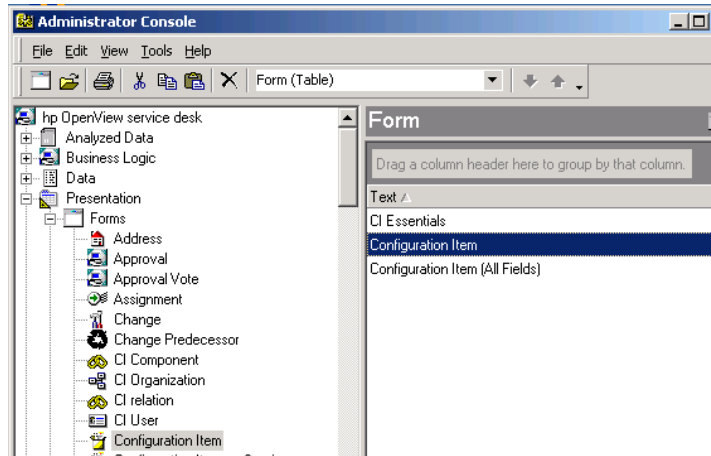 Administrator Console
File Edit View Tools Help
Form (Table)
hp OpenView service desk
Analyzed Data
Business Logic
Data
Presentation
Forms
Address
Approval
Approval Vote
Assignment
Change
Change Predecessor
CI Component
CI Organization
CI relation
CI User
Configuration Item
Form
Drag a column header here to group by that column.
Text
CI Essentials
Configuration Item
Configuration Item (All Fields)